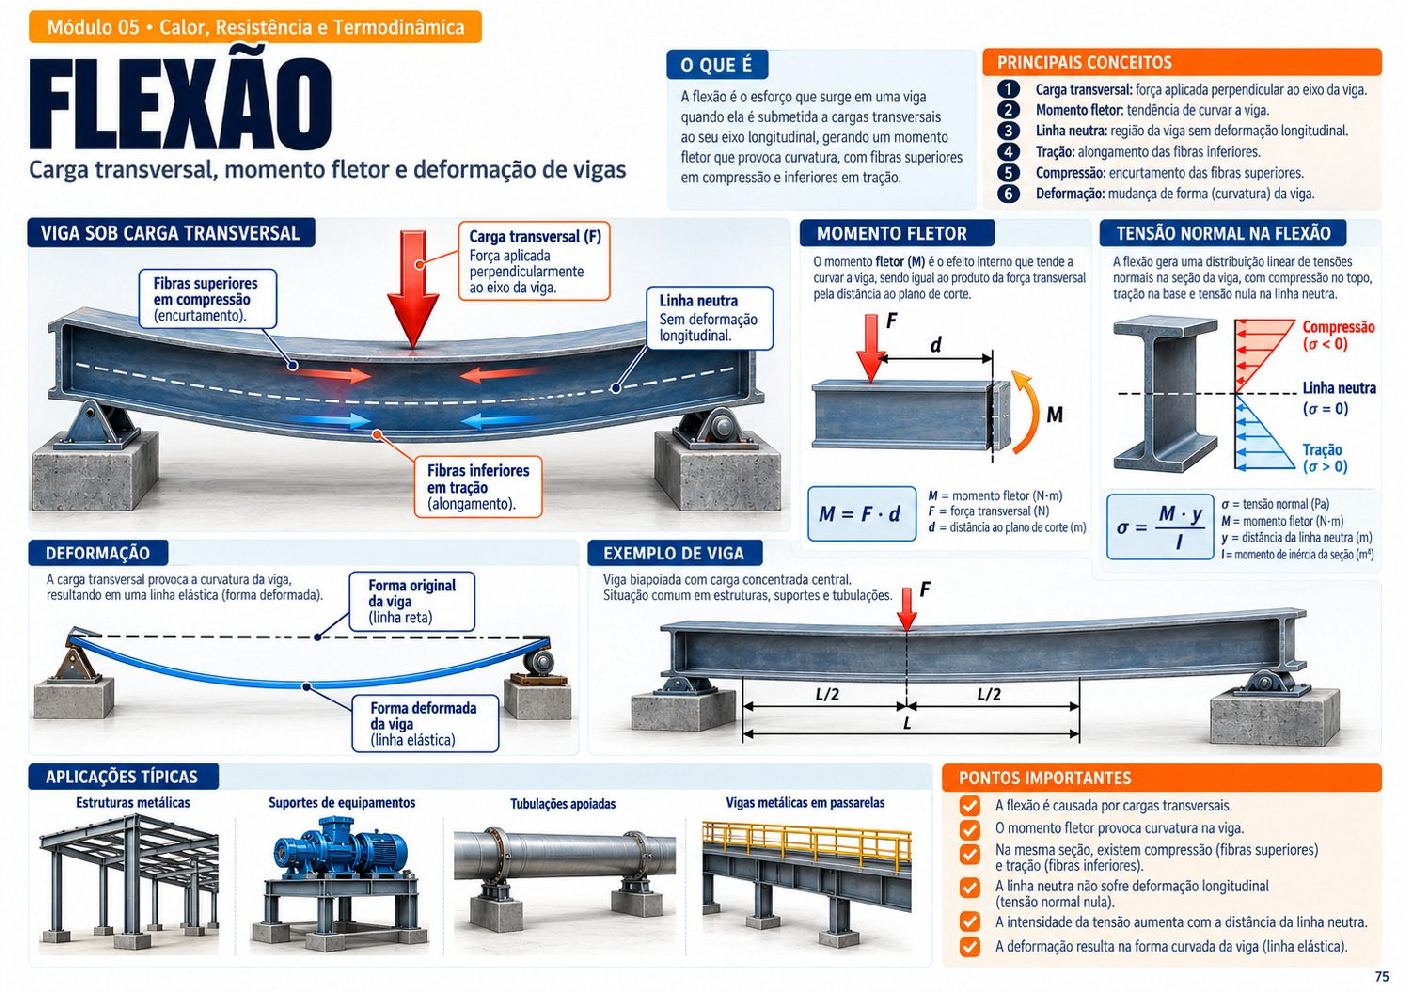 Módulo 05 • Calor, Resistência e Termodinâmica
FLEXÃO
Carga transversal, momento fletor e deformação de vigas
O QUE É
A flexão é o esforço que surge em uma viga
quando ela é submetida a cargas transversais
ao seu eixo longitudinal, gerando um momento
fletor que provoca curvatura, com fibras superiores
em compressão e inferiores em tração.
PRINCIPAIS CONCEITOS
1 Carga transversal: força aplicada perpendicular ao eixo da viga.
2 Momento fletor: tendência de curvar a viga.
3 Linha neutra: região da viga sem deformação longitudinal.
4 Tração: alongamento das fibras inferiores.
5 Compressão: encurtamento das fibras superiores.
6 Deformação: mudança de forma (curvatura) da viga.
VIGA SOB CARGA TRANSVERSAL
Carga transversal (F)
Força aplicada
perpendicularmente
ao eixo da viga.
Fibras superiores
em compressão
(encurtamento).
Linha neutra
Sem deformação
longitudinal.
Fibras inferiores
em tração
(alongamento).
MOMENTO FLETOR
O momento fletor (M) é o efeito interno que tende a
curvar a viga, sendo igual ao produto da força transversal
pela distância ao plano de corte.
F
d
M
M = F · d
M = momento fletor (N·m)
F = força transversal (N)
d = distância ao plano de corte (m)
TENSÃO NORMAL NA FLEXÃO
A flexão gera uma distribuição linear de tensões
normais na seção da viga, com compressão no topo,
tração na base e tensão nula na linha neutra.
Compressão
(σ < 0)
Linha neutra
(σ = 0)
Tração
(σ > 0)
σ = M · y / I
σ = tensão normal (Pa)
M = momento fletor (N·m)
y = distância da linha neutra (m)
I = momento de inércia da seção (m⁴)
DEFORMAÇÃO
A carga transversal provoca a curvatura da viga,
resultando em uma linha elástica (forma deformada).
Forma original
da viga
(linha reta)
Forma deformada
da viga
(linha elástica)
EXEMPLO DE VIGA
Viga biapoiada com carga concentrada central.
Situação comum em estruturas, suportes e tubulações.
F
L/2
L/2
L
APLICAÇÕES TÍPICAS
Estruturas metálicas
Suportes de equipamentos
Tubulações apoiadas
Vigas metálicas em passarelas
PONTOS IMPORTANTES
A flexão é causada por cargas transversais.
O momento fletor provoca curvatura na viga.
Na mesma seção, existem compressão (fibras superiores)
e tração (fibras inferiores).
A linha neutra não sofre deformação longitudinal
(tensão normal nula).
A intensidade da tensão aumenta com a distância da linha neutra.
A deformação resulta na forma curvada da viga (linha elástica).
75